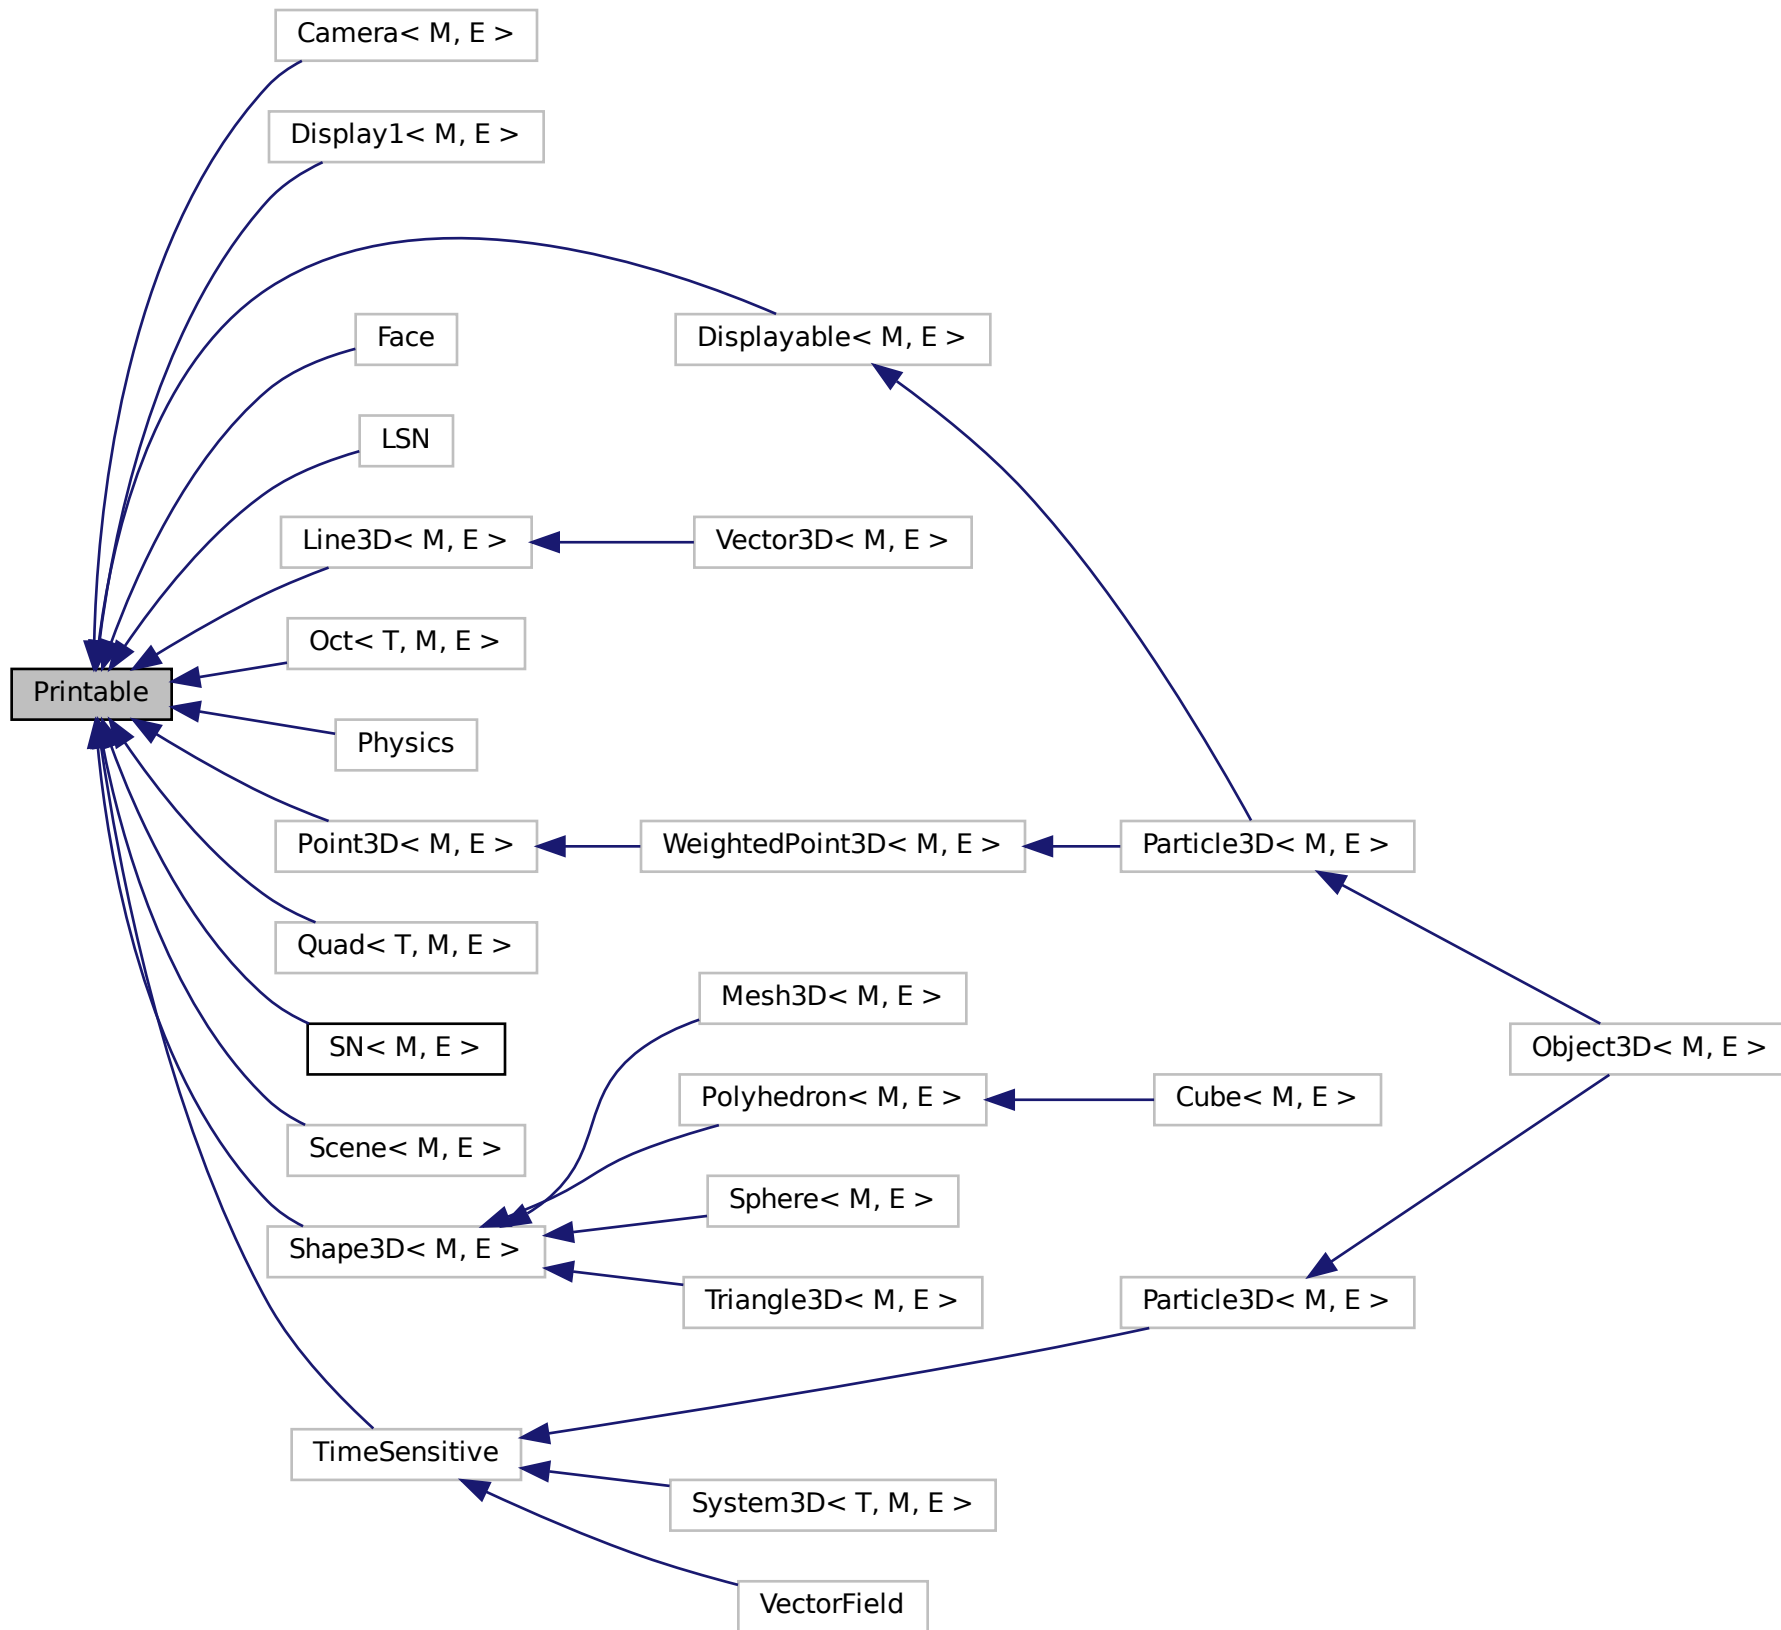 Camera< M, E >
Display1< M, E >
Displayable< M, E >
Face
LSN
Line3D< M, E >
Vector3D< M, E >
Oct< T, M, E >
Printable
Physics
Point3D< M, E >
WeightedPoint3D< M, E >
Particle3D< M, E >
Quad< T, M, E >
Mesh3D< M, E >
SN< M, E >
Object3D< M, E >
Polyhedron< M, E >
Cube< M, E >
Scene< M, E >
Sphere< M, E >
Shape3D< M, E >
Triangle3D< M, E >
Particle3D< M, E >
TimeSensitive
System3D< T, M, E >
VectorField